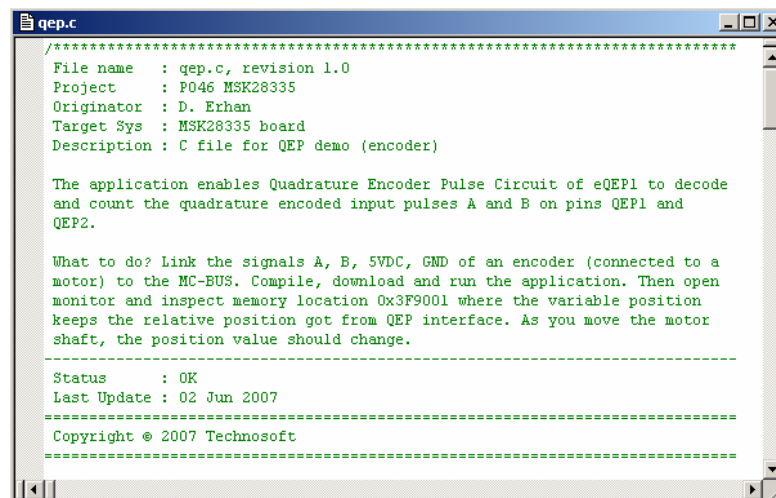 qep.c
/****************************************************************************
File name   : qep.c, revision 1.0
Project     : P046 MSK28335
Originator  : D. Erhan
Target Sys  : MSK28335 board
Description : C file for QEP demo (encoder)
The application enables Quadrature Encoder Pulse Circuit of eQEP1 to decode
and count the quadrature encoded input pulses A and B on pins QEP1 and
QEP2.
What to do? Link the signals A, B, 5VDC, GND of an encoder (connected to a
motor) to the MC-BUS. Compile, download and run the application. Then open
monitor and inspect memory location 0x3F9001 where the variable position
keeps the relative position got from QEP interface. As you move the motor
shaft, the position value should change.
-----------------------------------------------------------------------------
Status      : OK
Last Update : 02 Jun 2007
=============================================================================
Copyright © 2007 Technosoft
=============================================================================